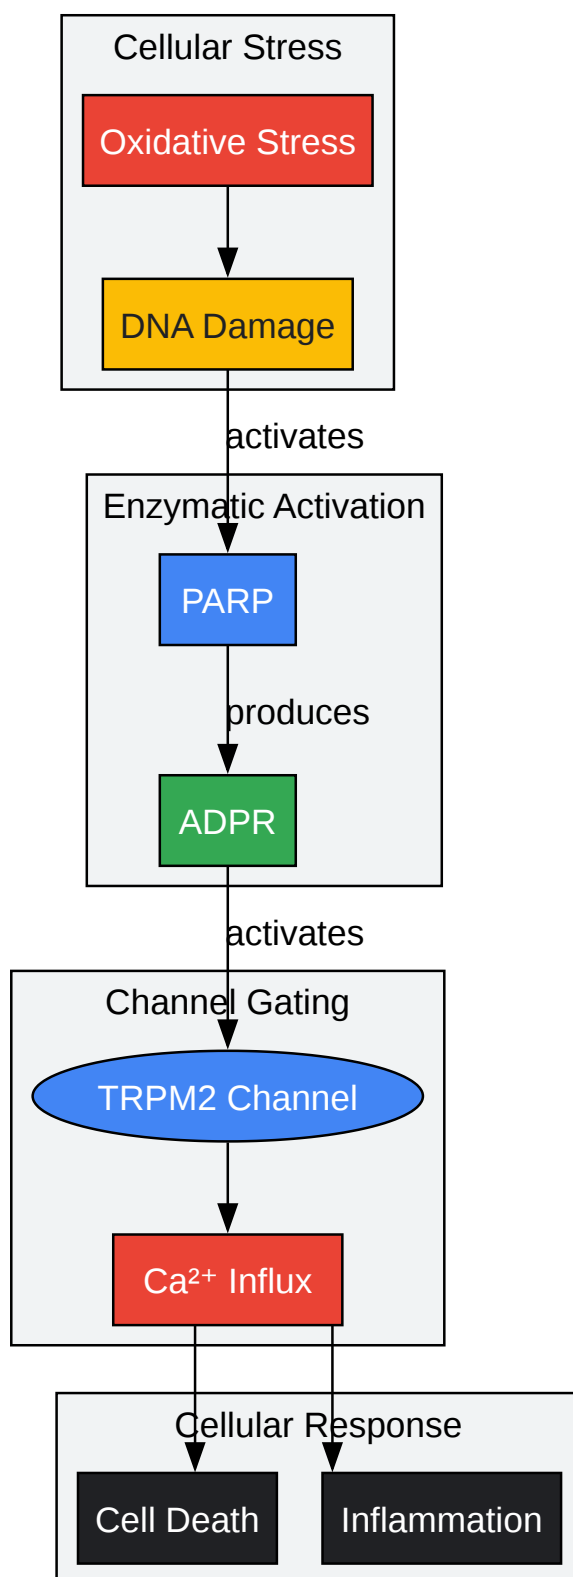 Cellular Stress
Oxidative Stress
DNA Damage
activates
Enzymatic Activation
PARP
produces
ADPR
activates
Channel Gating
TRPM2 Channel
Ca²⁺ Influx
Cellular Response
Cell Death
Inflammation